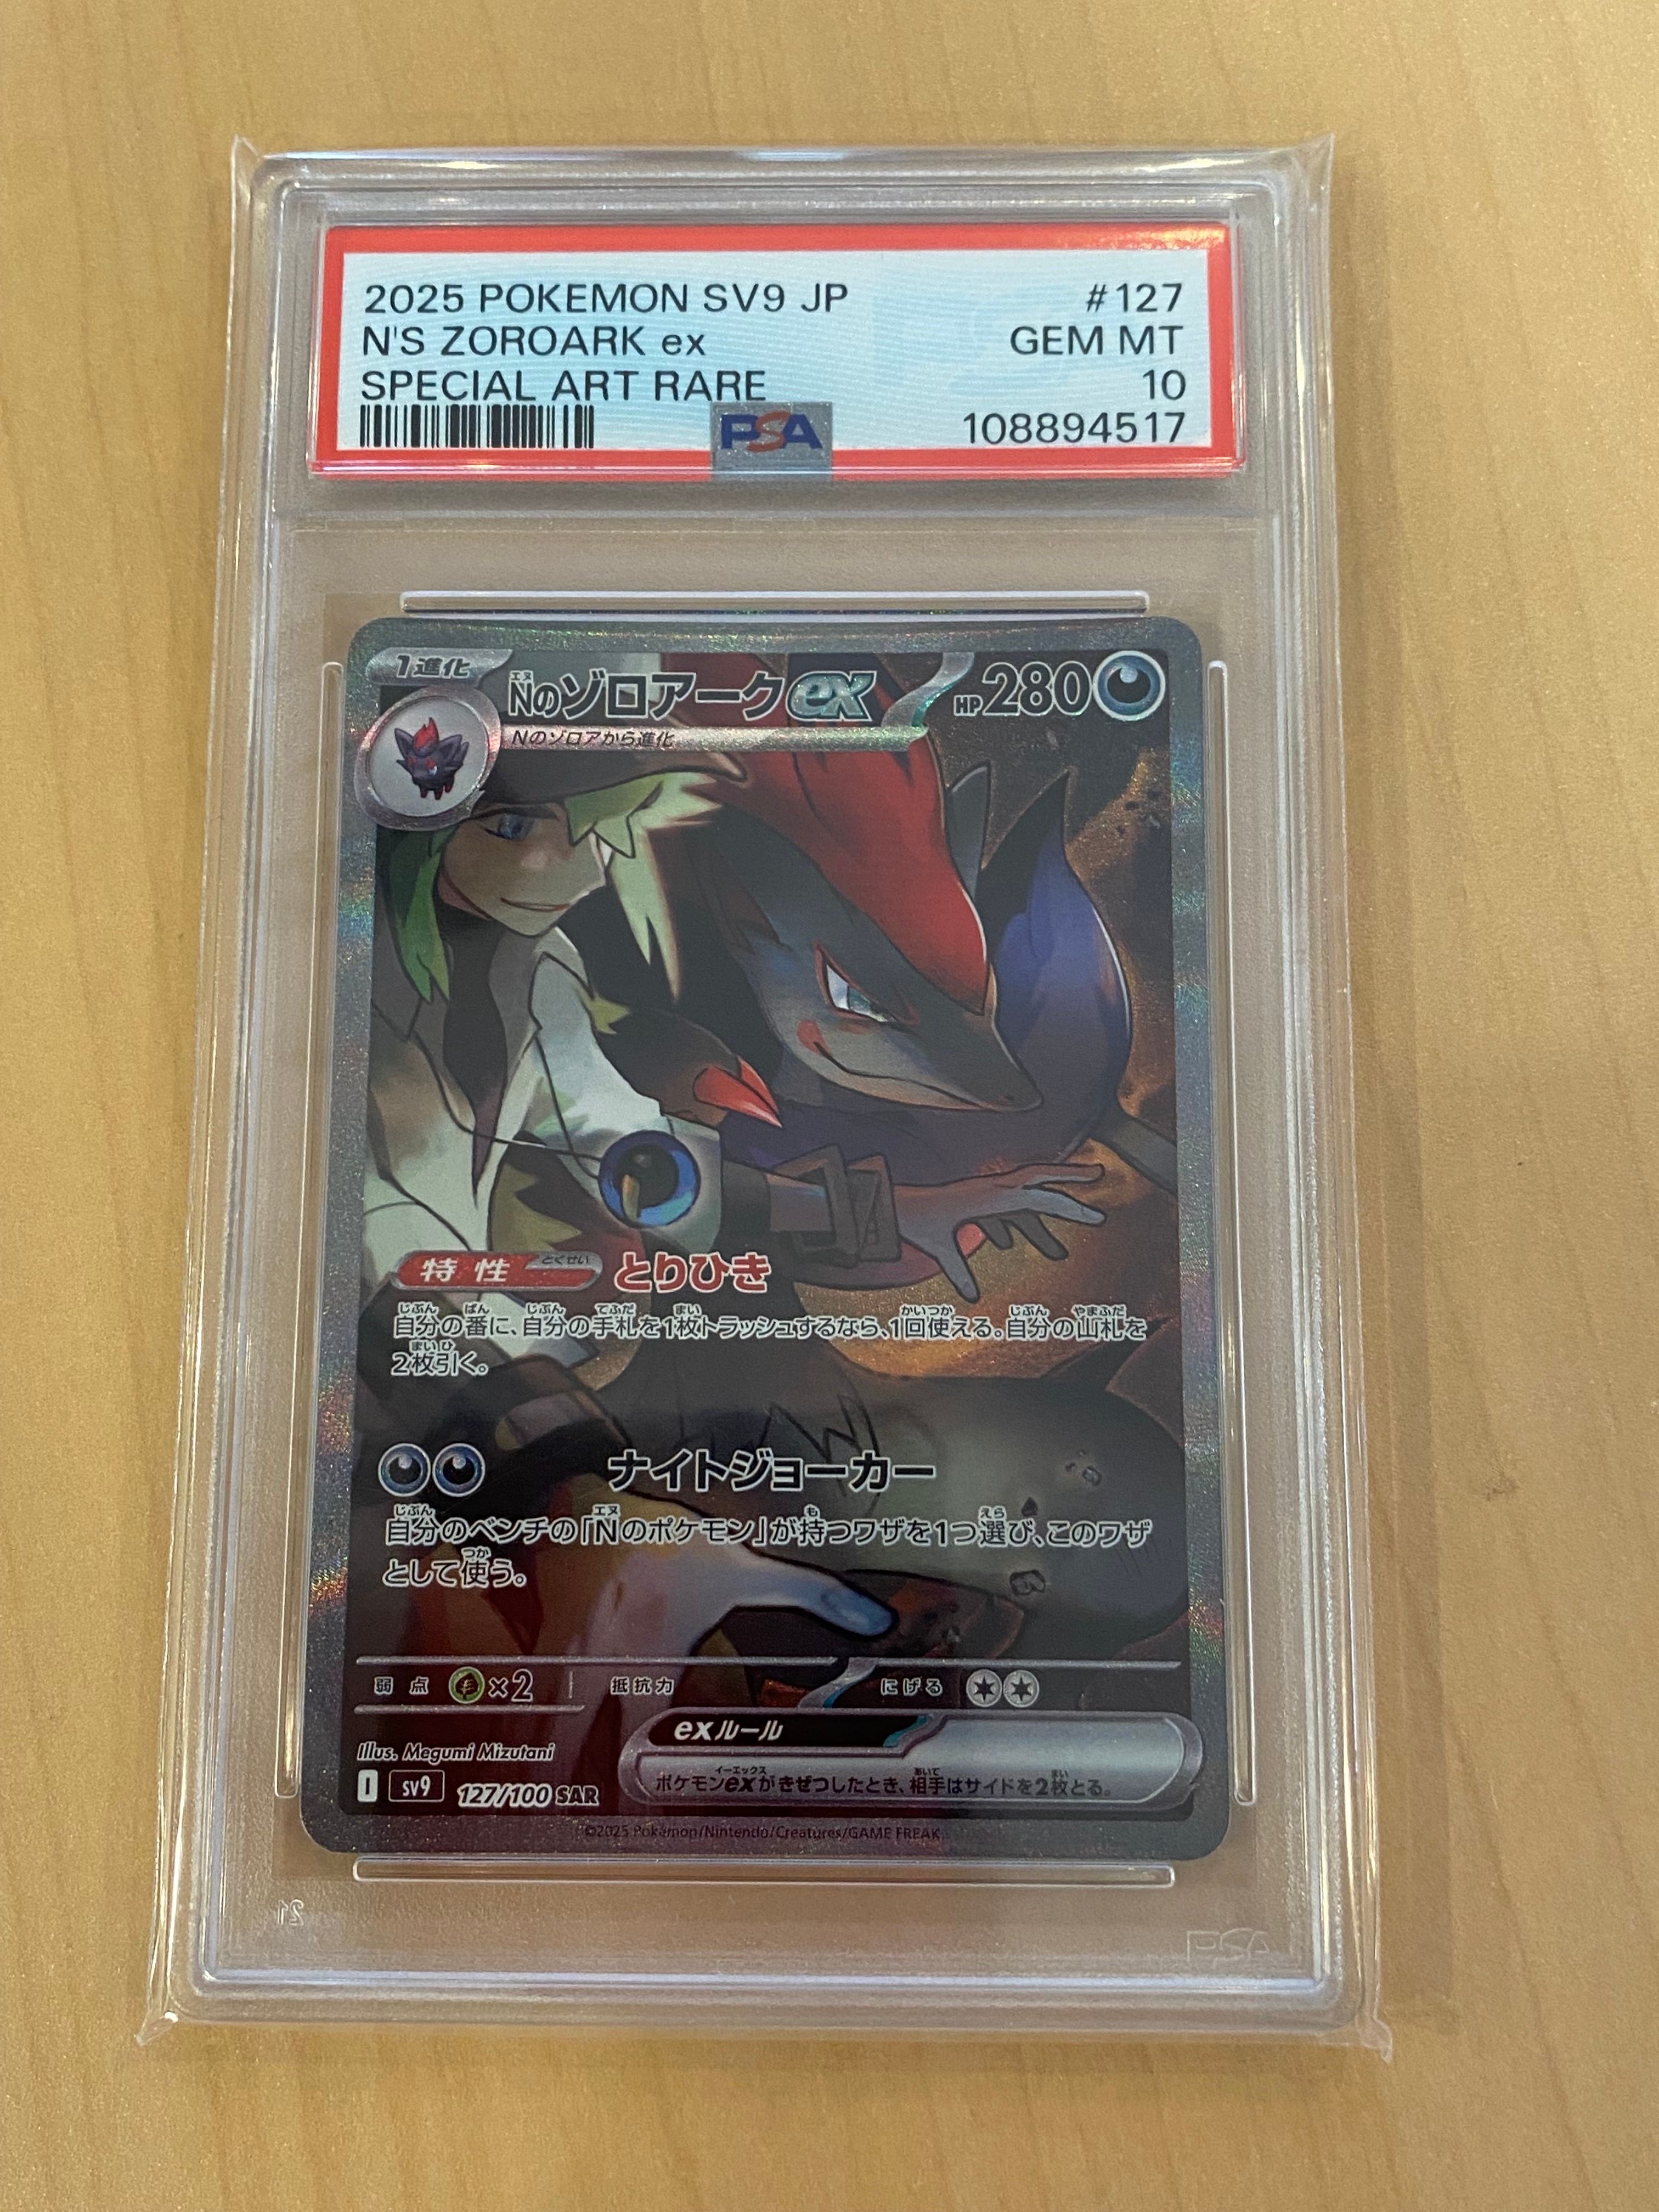 2025 POKEMON SV9 JP #127
N'S ZOROARK ex GEM MT
SPECIAL ART RARE 10
PSA 108894517
1進化 エヌ Nのゾロアークex HP280
Nのゾロアから進化
特性 とくせい とりひき
じぶん ばん じぶん てふだ まい かいつか じぶん やまふだ
自分の番に、自分の手札を1枚トラッシュするなら、1回使える。自分の山札を
まいひ
2枚引く。
ナイトジョーカー
じぶん エヌ も えら
自分のベンチの「Nのポケモン」が持つワザを1つ選び、このワザ
つか
として使う。
弱点 ×2 抵抗力 にげる
exルール
イーエックス あいて まい
ポケモンexがきぜつしたとき、相手はサイドを2枚とる。
Illus. Megumi Mizutani
I SV9 127/100 SAR
©2025 Pokémon/Nintendo/Creatures/GAME FREAK
21
PSA